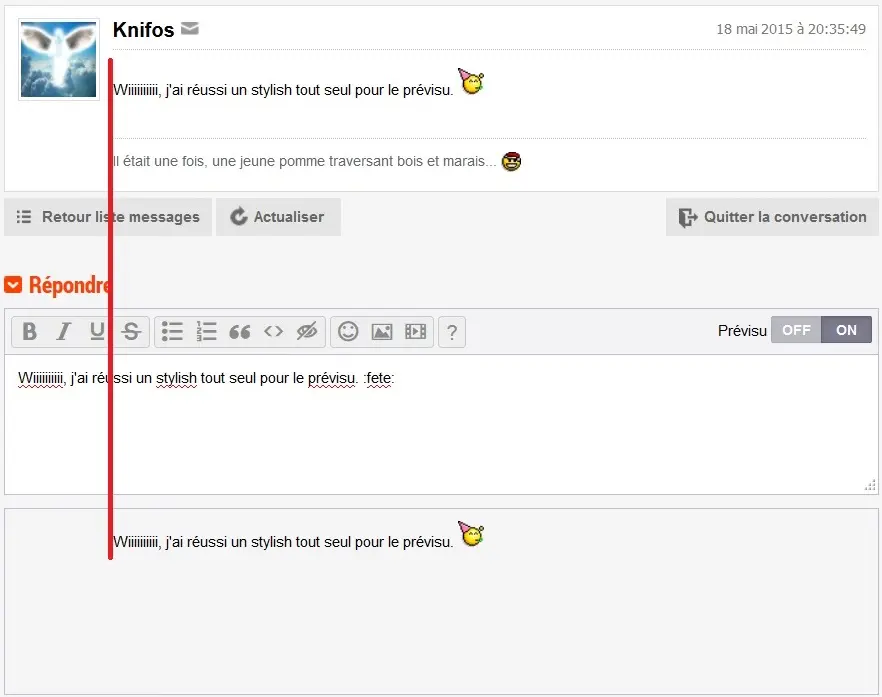 Knifos
18 mai 2015 à 20:35:49
Wiiiiiiiiii, j'ai réussi un stylish tout seul pour le prévisu.
Il était une fois, une jeune pomme traversant bois et marais...
Retour liste messages
Actualiser
Quitter la conversation
Répondre
B I U S ?
Prévisu OFF ON
Wiiiiiiiiii, j'ai réussi un stylish tout seul pour le prévisu. :fete:
Wiiiiiiiiii, j'ai réussi un stylish tout seul pour le prévisu.